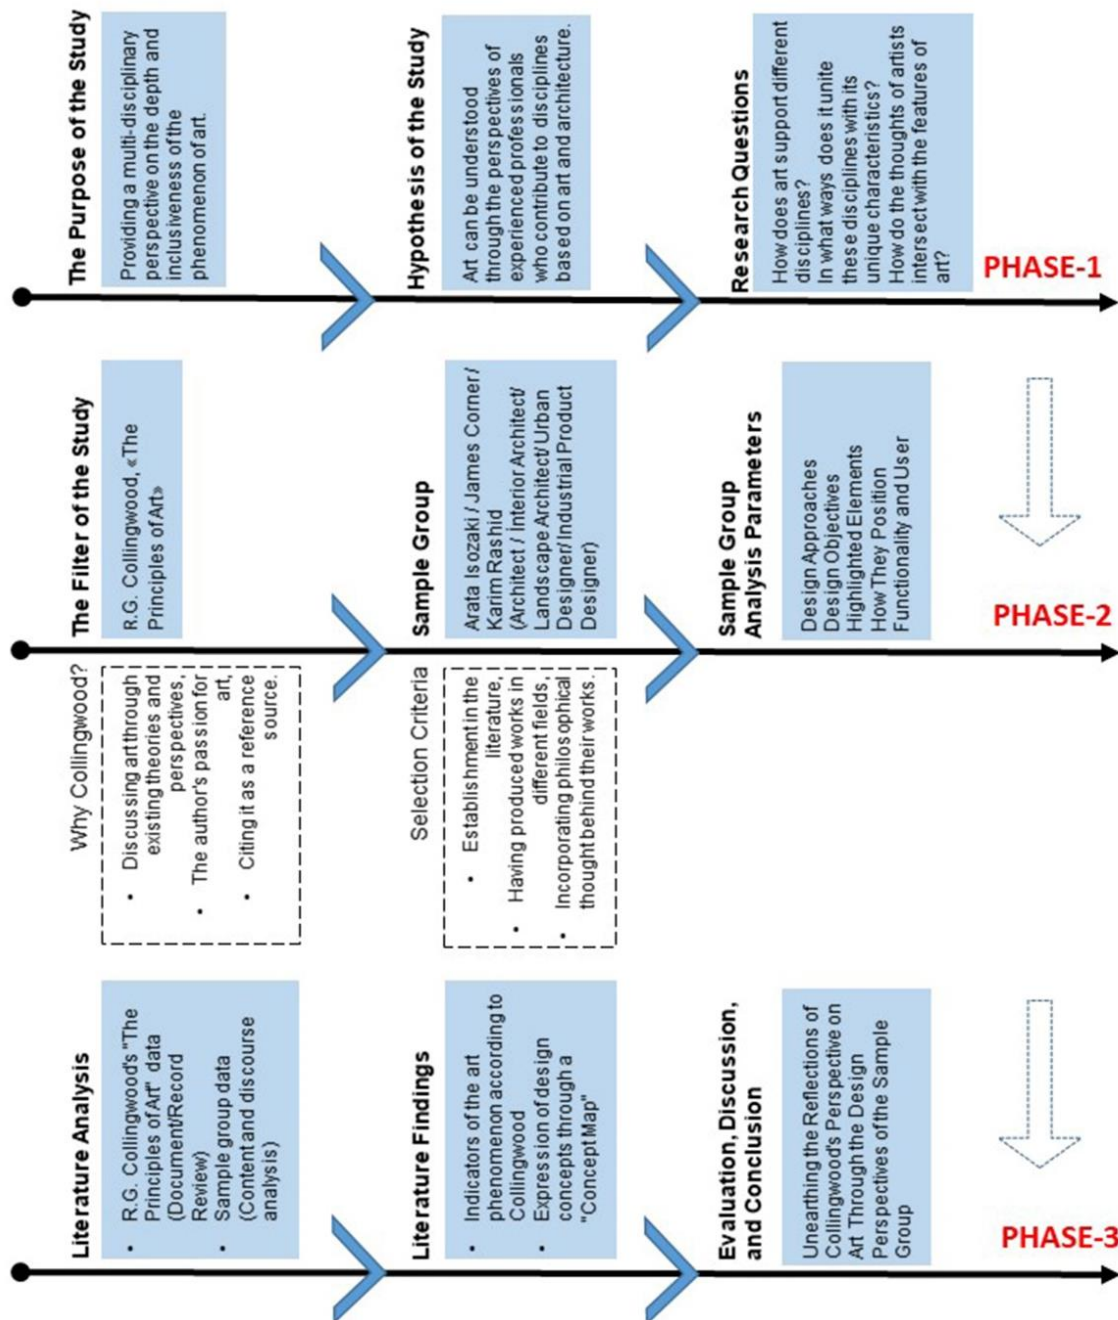 The Purpose of the Study
Providing a multi-disciplinary
perspective on the depth and
inclusiveness of the
phenomenon of art.
Hypothesis of the Study
Art can be understood
through the perspectives of
experienced professionals
who contribute to disciplines
based on art and architecture.
Research Questions
How does art support different
disciplines?
In what ways does it unite
these disciplines with its
unique characteristics?
How do the thoughts of artists
intersect with the features of
art?
PHASE-1
The Filter of the Study
R.G. Collingwood, «The
Principles of Art»
Why Collingwood?
• Discussing art through
existing theories and
perspectives,
• The author's passion for
art,
• Citing it as a reference
source.
Sample Group
Arata Isozaki / James Corner /
Karim Rashid
(Architect / Interior Architect/
Landscape Architect/Urban
Designer/ Industrial Product
Designer)
Selection Criteria
• Establishment in the
literature,
• Having produced works in
different fields,
• Incorporating philosophical
thought behind their works.
Sample Group
Analysis Parameters
Design Approaches
Design Objectives
Highlighted Elements
How They Position
Functionality and User
PHASE-2
Literature Analysis
• R.G. Collingwood's "The
Principles of Art" data
(Document/Record
Review)
• Sample group data
(Content and discourse
analysis)
Literature Findings
• Indicators of the art
phenomenon according to
Collingwood
• Expression of design
concepts through a
"Concept Map"
Evaluation, Discussion,
and Conclusion
Unearthing the Reflections of
Collingwood's Perspective on
Art Through the Design
Perspectives of the Sample
Group
PHASE-3